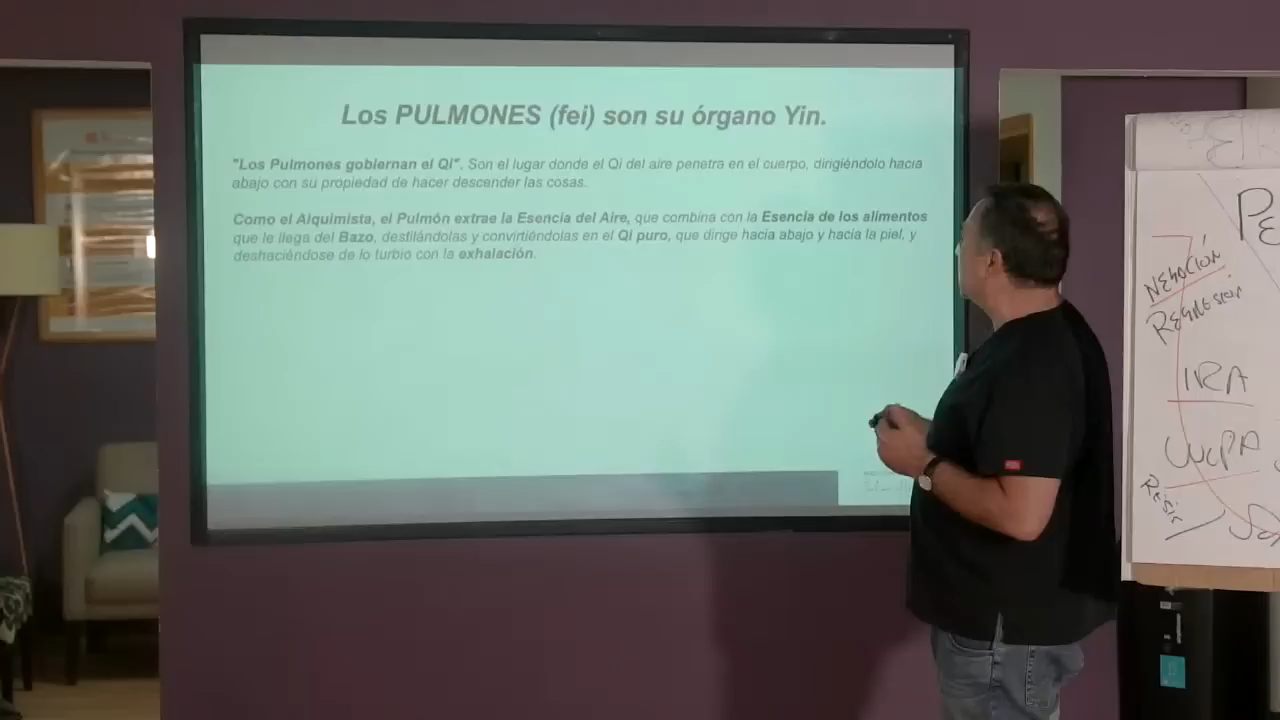 Los PULMONES (fei) son su órgano Yin.
"Los Pulmones gobiernan el Qi". Son el lugar donde el Qi del aire penetra en el cuerpo, dirigiéndolo hacia
abajo con su propiedad de hacer descender las cosas.
Como el Alquimista, el Pulmón extrae la Esencia del Aire, que combina con la Esencia de los alimentos
que le llega del Bazo, destilándolas y convirtiéndolas en el Qi puro, que dirige hacia abajo y hacia la piel, y
deshaciéndose de lo turbio con la exhalación.
NEGACIÓN
REGRESIÓN
IRA
CULPA